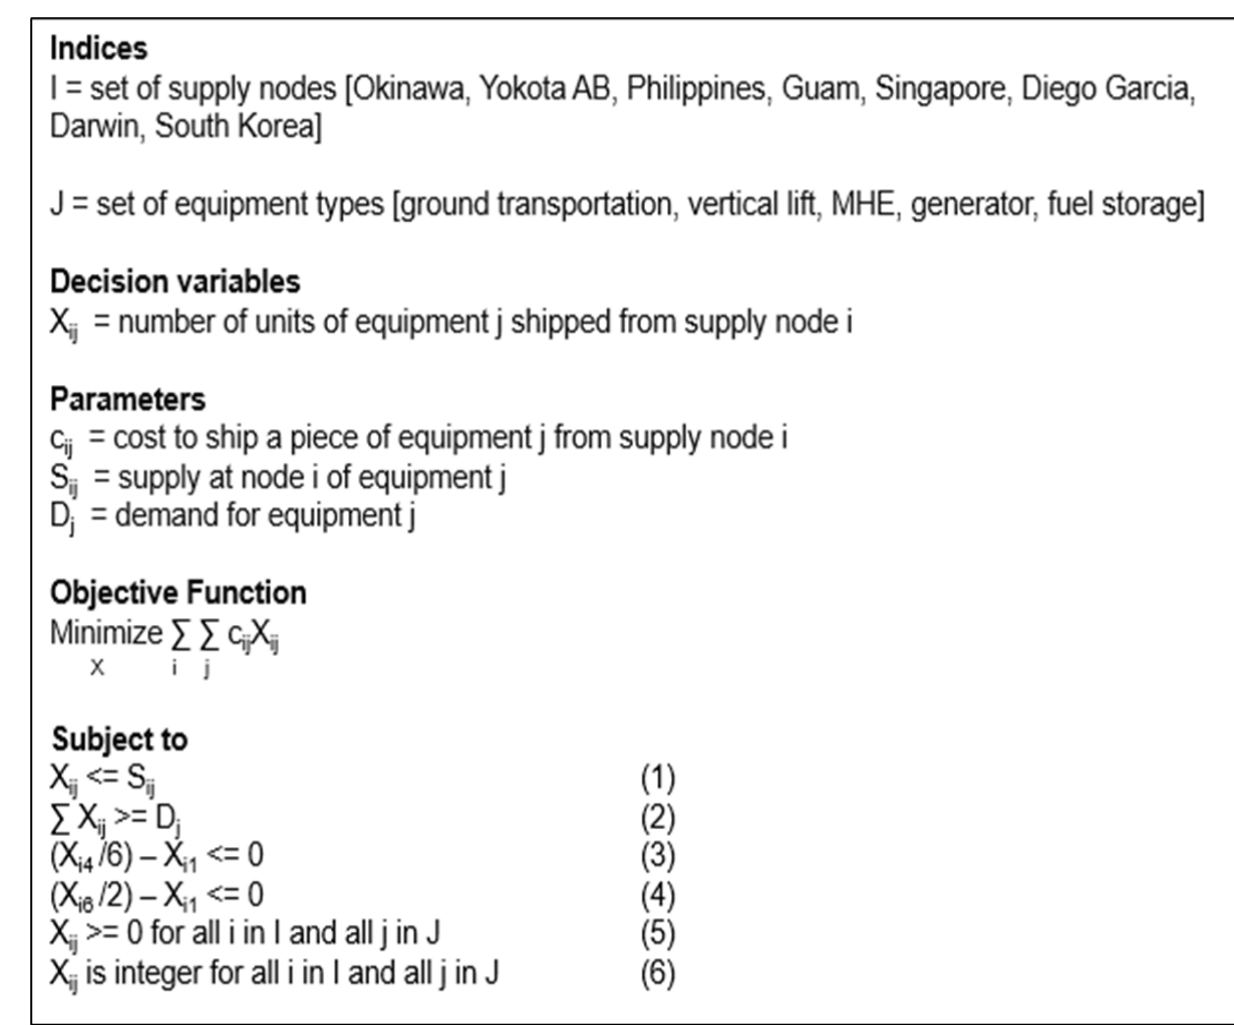 Indices
I = set of supply nodes [Okinawa, Yokota AB, Philippines, Guam, Singapore, Diego Garcia,
Darwin, South Korea]
J = set of equipment types [ground transportation, vertical lift, MHE, generator, fuel storage]
Decision variables
Xij = number of units of equipment j shipped from supply node i
Parameters
cij = cost to ship a piece of equipment j from supply node i
Sij = supply at node i of equipment j
Dj = demand for equipment j
Objective Function
Minimize ∑ ∑ cijXij
X i j
Subject to
Xij <= Sij (1)
∑ Xij >= Dj (2)
(Xi4 /6) – Xi1 <= 0 (3)
(Xi6 /2) – Xi1 <= 0 (4)
Xij >= 0 for all i in I and all j in J (5)
Xij is integer for all i in I and all j in J (6)